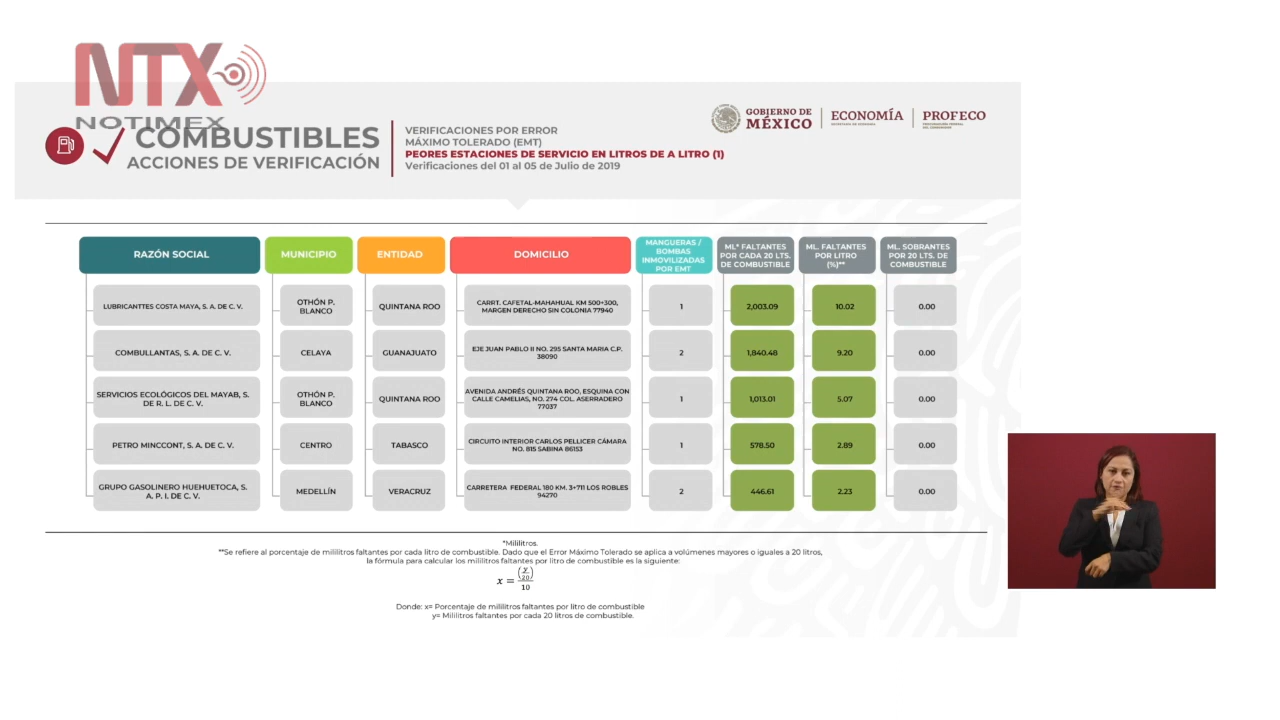 NTX
NOTIMEX
COMBUSTIBLES
ACCIONES DE VERIFICACIÓN
VERIFICACIONES POR ERROR
MÁXIMO TOLERADO (EMT)
PEORES ESTACIONES DE SERVICIO EN LITROS DE A LITRO (1)
Verificaciones del 01 al 05 de Julio de 2019
GOBIERNO DE
MÉXICO
ECONOMÍA
SECRETARÍA DE ECONOMÍA
PROFECO
PROCURADURÍA FEDERAL
DEL CONSUMIDOR
RAZÓN SOCIAL
MUNICIPIO
ENTIDAD
DOMICILIO
MANGUERAS /
BOMBAS
INMOVILIZADAS
POR EMT
ML* FALTANTES
POR CADA 20 LTS.
DE COMBUSTIBLE
ML. FALTANTES
POR LITRO
(%)**
ML. SOBRANTES
POR 20 LTS. DE
COMBUSTIBLE
LUBRICANTTES COSTA MAYA, S. A. DE C. V.
OTHÓN P.
BLANCO
QUINTANA ROO
CARRT. CAFETAL-MAHAHUAL KM 500+300,
MARGEN DERECHO SIN COLONIA 77940
1
2,003.09
10.02
0.00
COMBULLANTAS, S. A. DE C. V.
CELAYA
GUANAJUATO
EJE JUAN PABLO II NO. 295 SANTA MARIA C.P.
38090
2
1,840.48
9.20
0.00
SERVICIOS ECOLÓGICOS DEL MAYAB, S.
DE R. L. DE C. V.
OTHÓN P.
BLANCO
QUINTANA ROO
AVENIDA ANDRÉS QUINTANA ROO, ESQUINA CON
CALLE CAMELIAS, NO. 274 COL. ASERRADERO
77037
1
1,013.01
5.07
0.00
PETRO MINCCONT, S. A. DE C. V.
CENTRO
TABASCO
CIRCUITO INTERIOR CARLOS PELLICER CÁMARA
NO. 815 SABINA 86153
1
578.50
2.89
0.00
GRUPO GASOLINERO HUEHUETOCA, S.
A. P. I. DE C. V.
MEDELLÍN
VERACRUZ
CARRETERA FEDERAL 180 KM. 3+711 LOS ROBLES
94270
2
446.61
2.23
0.00
*Mililitros.
**Se refiere al porcentaje de mililitros faltantes por cada litro de combustible. Dado que el Error Máximo Tolerado se aplica a volúmenes mayores o iguales a 20 litros,
la fórmula para calcular los mililitros faltantes por litro de combustible es la siguiente:
x = (y/20)/10
Donde: x= Porcentaje de mililitros faltantes por litro de combustible
y= Mililitros faltantes por cada 20 litros de combustible.